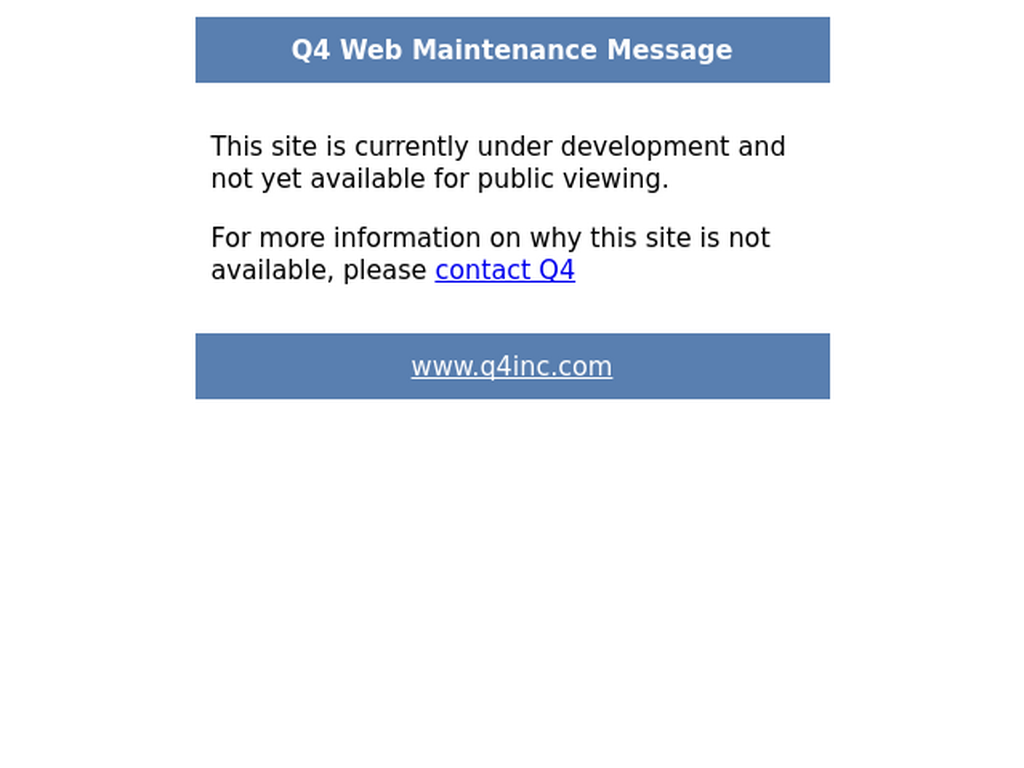 Q4 Web Maintenance Message
This site is currently under development and
not yet available for public viewing.
For more information on why this site is not
available, please contact Q4
www.q4inc.com